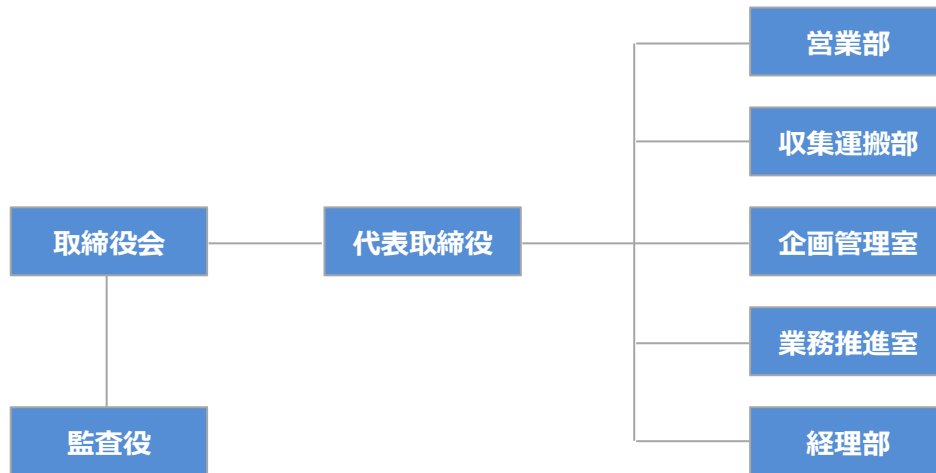 営業部
収集運搬部
取締役会
代表取締役
企画管理室
業務推進室
監査役
経理部